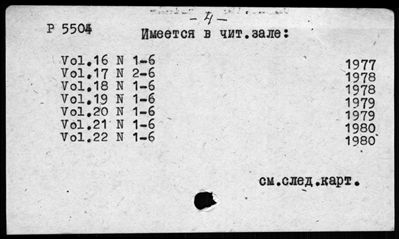 - 4 -
P 5504 Имеется в чит.зале:
Vol.16 N 1-6 1977
Vol.17 N 2-6 1978
Vol.18 N 1-6 1978
Vol.19 N 1-6 1979
Vol.20 N 1-6 1979
Vol.21 N 1-6 1980
Vol.22 N 1-6 1980
см.след.карт.